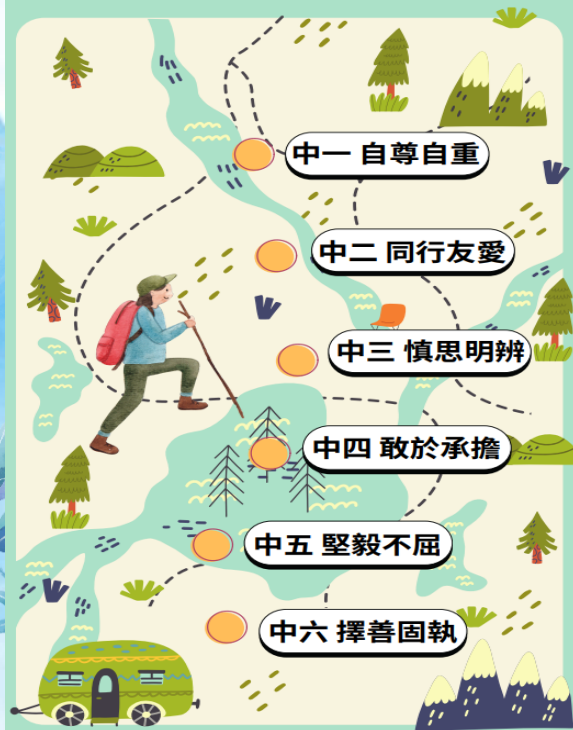 中一 自尊自重
中二 同行友愛
中三 慎思明辨
中四 敢於承擔
中五 堅毅不屈
中六 擇善固執